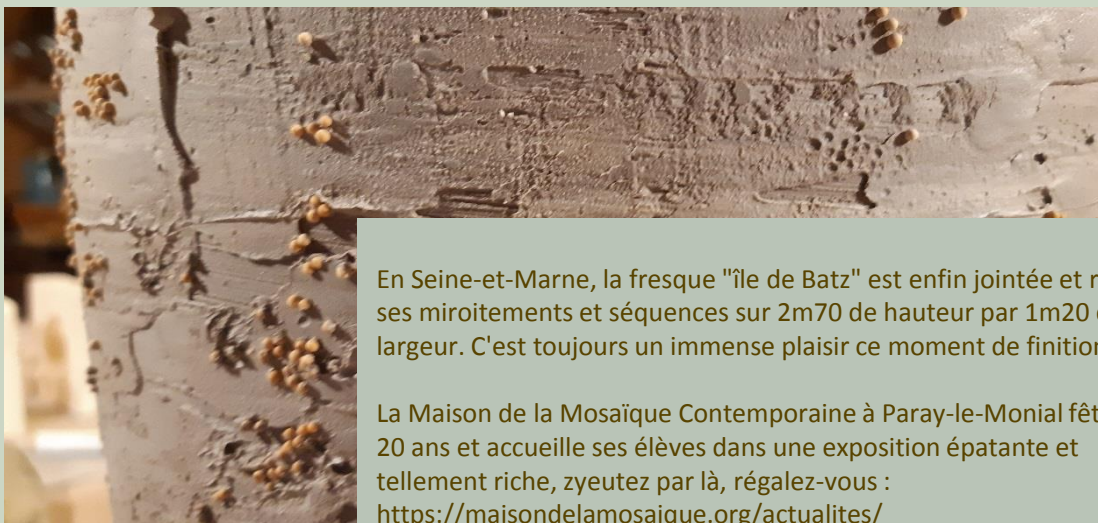 En Seine-et-Marne, la fresque "île de Batz" est enfin jointée et
ses miroitements et séquences sur 2m70 de hauteur par 1m20
largeur. C'est toujours un immense plaisir ce moment de finition
La Maison de la Mosaïque Contemporaine à Paray-le-Monial
20 ans et accueille ses élèves dans une exposition épatante et
tellement riche, zyeutez par là, régalez-vous :
https://maisondelamosaique.org/actualites/